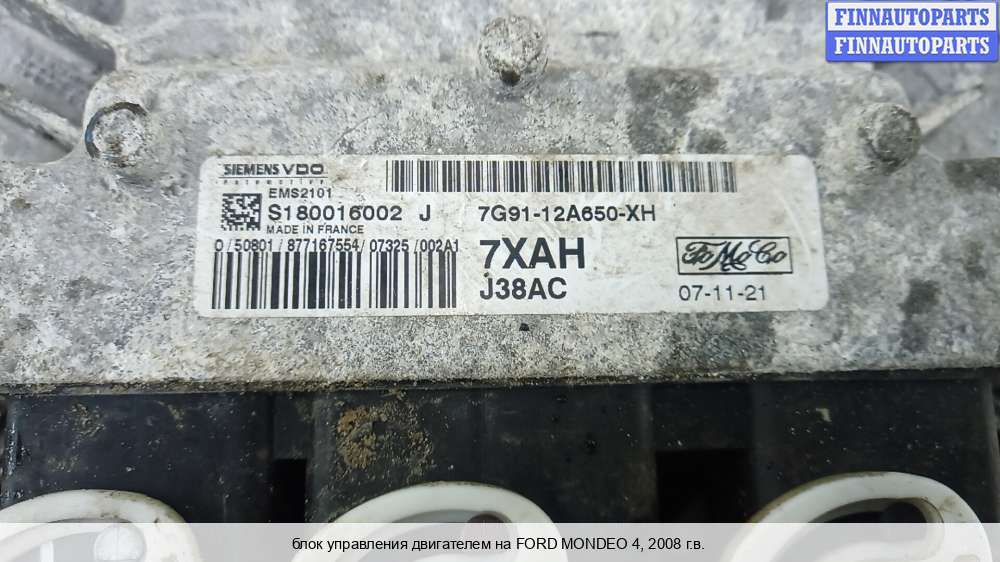 FINNAUTOPARTS
FINNAUTOPARTS
SIEMENS VDO
Automotive
EMS2101
S180016002 J
7G91-12A650-XH
MADE IN FRANCE
0/50801/877167554/07325/002A1
7XAH
FoMoCo
J38AC
07-11-21
блок управления двигателем на FORD MONDEO 4, 2008 г.в.